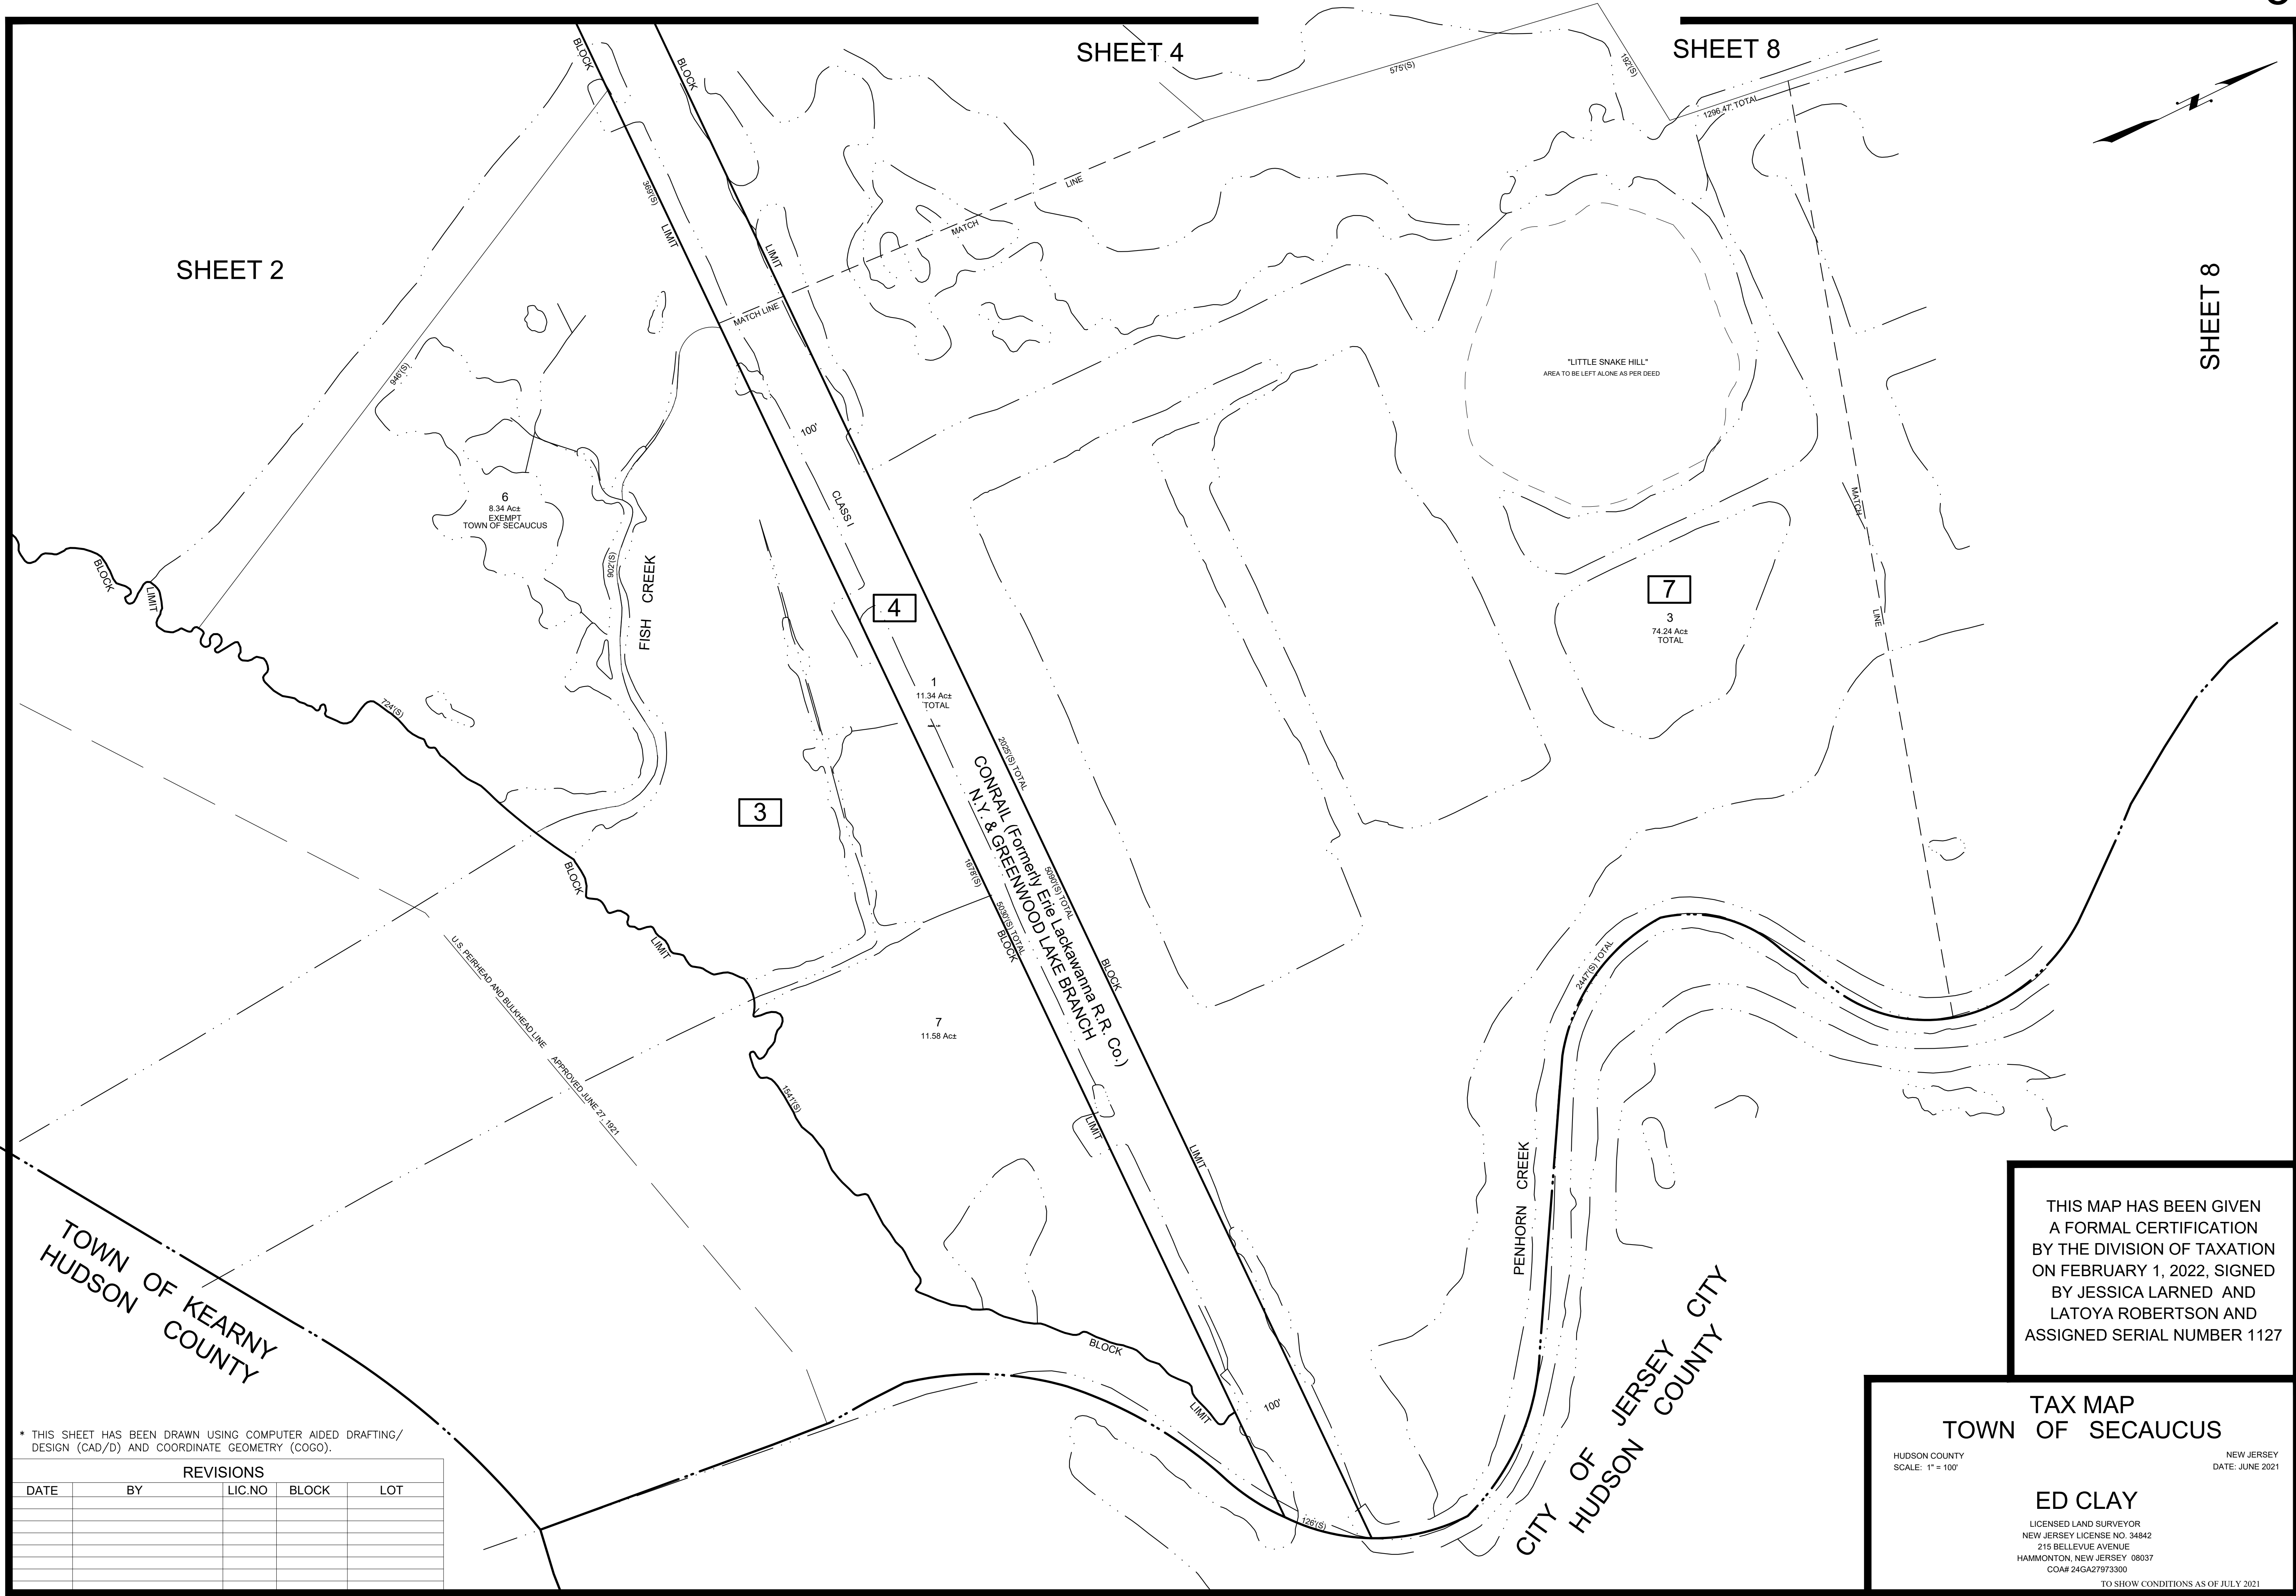 SHEET 4
SHEET 8
BLOCK
BLOCK
575'(S)
192'(S)
1296.47' TOTAL
369'(S)
LIMIT
LIMIT
LINE
MATCH
MATCH LINE
SHEET 2
SHEET 8
946'(S)
"LITTLE SNAKE HILL"
AREA TO BE LEFT ALONE AS PER DEED
100'
CLASS I
6
8.34 Ac±
EXEMPT
TOWN OF SECAUCUS
902'(S)
FISH CREEK
BLOCK
LIMIT
MATCH
LINE
4
7
3
74.24 Ac±
TOTAL
1
11.34 Ac±
TOTAL
724'(S)
2025'(S) TOTAL
3
CONRAIL (Formerly Erie Lackawanna R.R. Co.)
N.Y. & GREENWOOD LAKE BRANCH
1678'(S)
5090'(S) TOTAL
5030'(S) TOTAL
BLOCK
BLOCK
BLOCK
LIMIT
U.S. PEIRHEAD AND BULKHEAD LINE APPROVED JUNE 27, 1921
7
11.58 Ac±
1541'(S)
LIMIT
LIMIT
2447'(S) TOTAL
PENHORN CREEK
BLOCK
LIMIT
100'
126'(S)
TOWN OF KEARNY
HUDSON COUNTY
CITY OF JERSEY CITY
HUDSON COUNTY
THIS MAP HAS BEEN GIVEN
A FORMAL CERTIFICATION
BY THE DIVISION OF TAXATION
ON FEBRUARY 1, 2022, SIGNED
BY JESSICA LARNED AND
LATOYA ROBERTSON AND
ASSIGNED SERIAL NUMBER 1127
* THIS SHEET HAS BEEN DRAWN USING COMPUTER AIDED DRAFTING/
DESIGN (CAD/D) AND COORDINATE GEOMETRY (COGO).
REVISIONS
DATE BY LIC.NO BLOCK LOT
TAX MAP
TOWN OF SECAUCUS
HUDSON COUNTY NEW JERSEY
SCALE: 1" = 100' DATE: JUNE 2021
ED CLAY
LICENSED LAND SURVEYOR
NEW JERSEY LICENSE NO. 34842
215 BELLEVUE AVENUE
HAMMONTON, NEW JERSEY 08037
COA# 24GA27973300
TO SHOW CONDITIONS AS OF JULY 2021